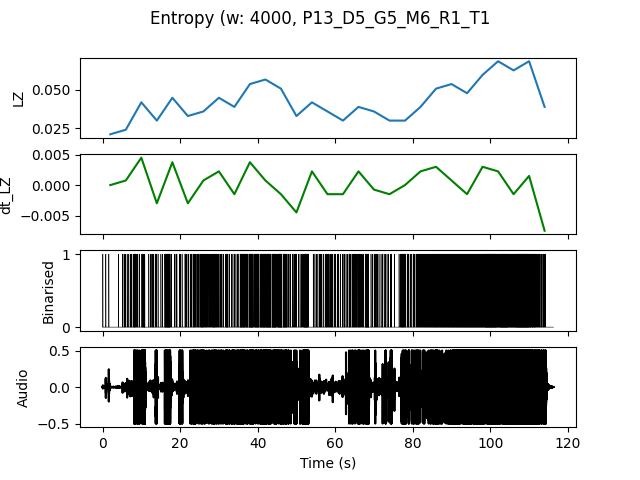 Entropy (w: 4000, P13_D5_G5_M6_R1_T1
LZ
0.050
0.025
dt_LZ
0.005
0.000
−0.005
Binarised
1
0
Audio
0.5
0.0
−0.5
0 20 40 60 80 100 120
Time (s)